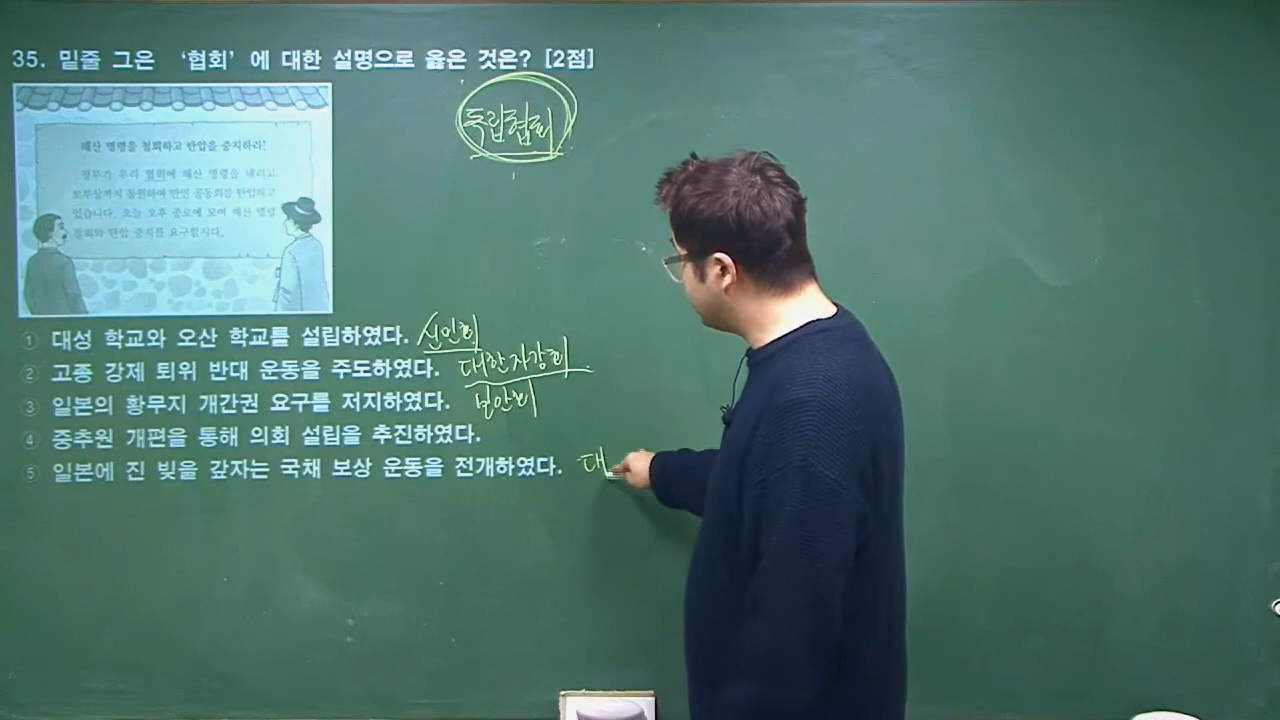 35. 밑줄 그은 ‘협회’ 에 대한 설명으로 옳은 것은? [2점]
독립협회
해산 명령을 철회하고 탄압을 중지하라!
정부가 우리 협회에 해산 명령을 내리고
보부상까지 동원하여 만민 공동회를 탄압하고
있습니다. 오늘 오후 종로에 모여 해산 명령
철회와 탄압 중지를 요구합시다.
① 대성 학교와 오산 학교를 설립하였다. 신민회
② 고종 강제 퇴위 반대 운동을 주도하였다. 대한자강회
③ 일본의 황무지 개간권 요구를 저지하였다. 보안회
④ 중추원 개편을 통해 의회 설립을 추진하였다.
⑤ 일본에 진 빚을 갚자는 국채 보상 운동을 전개하였다. 대